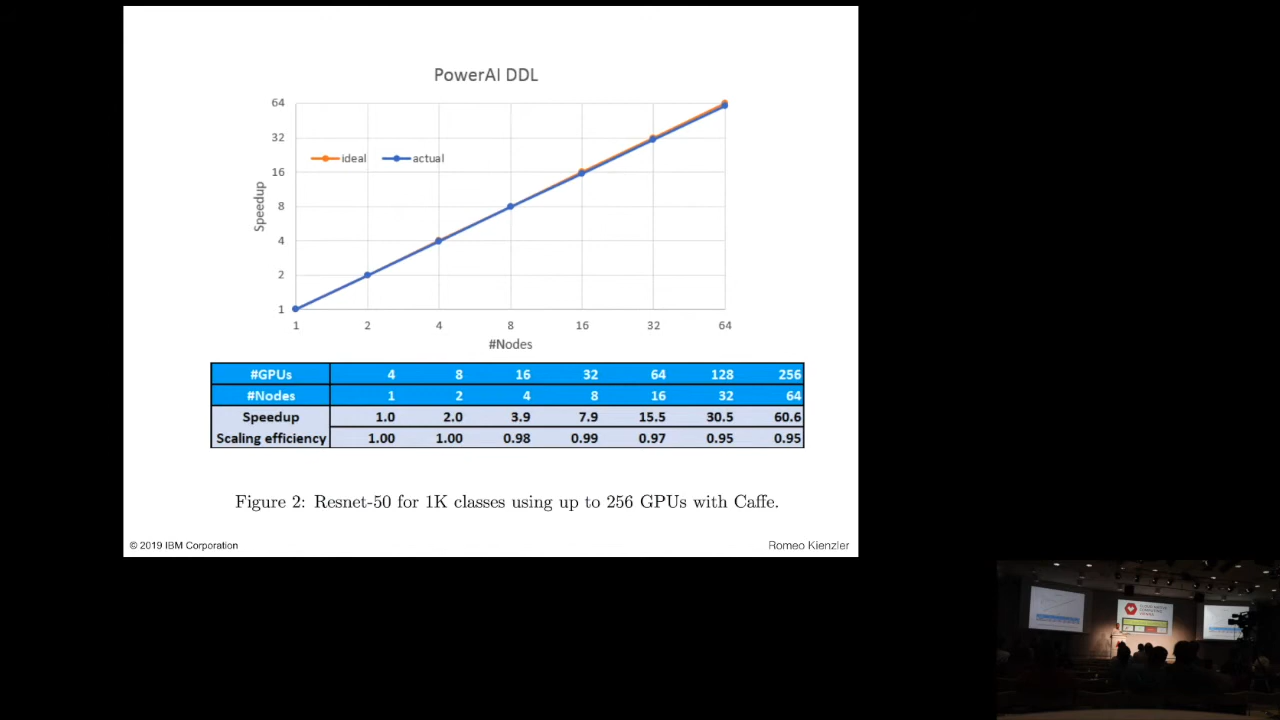 PowerAI DDL
64
32
16
8
4
2
1
Speedup
ideal actual
1 2 4 8 16 32 64
#Nodes
#GPUs 4 8 16 32 64 128 256
#Nodes 1 2 4 8 16 32 64
Speedup 1.0 2.0 3.9 7.9 15.5 30.5 60.6
Scaling efficiency 1.00 1.00 0.98 0.99 0.97 0.95 0.95
Figure 2: Resnet-50 for 1K classes using up to 256 GPUs with Caffe.
© 2019 IBM Corporation
Romeo Kienzler
CLOUD NATIVE
COMPUTING